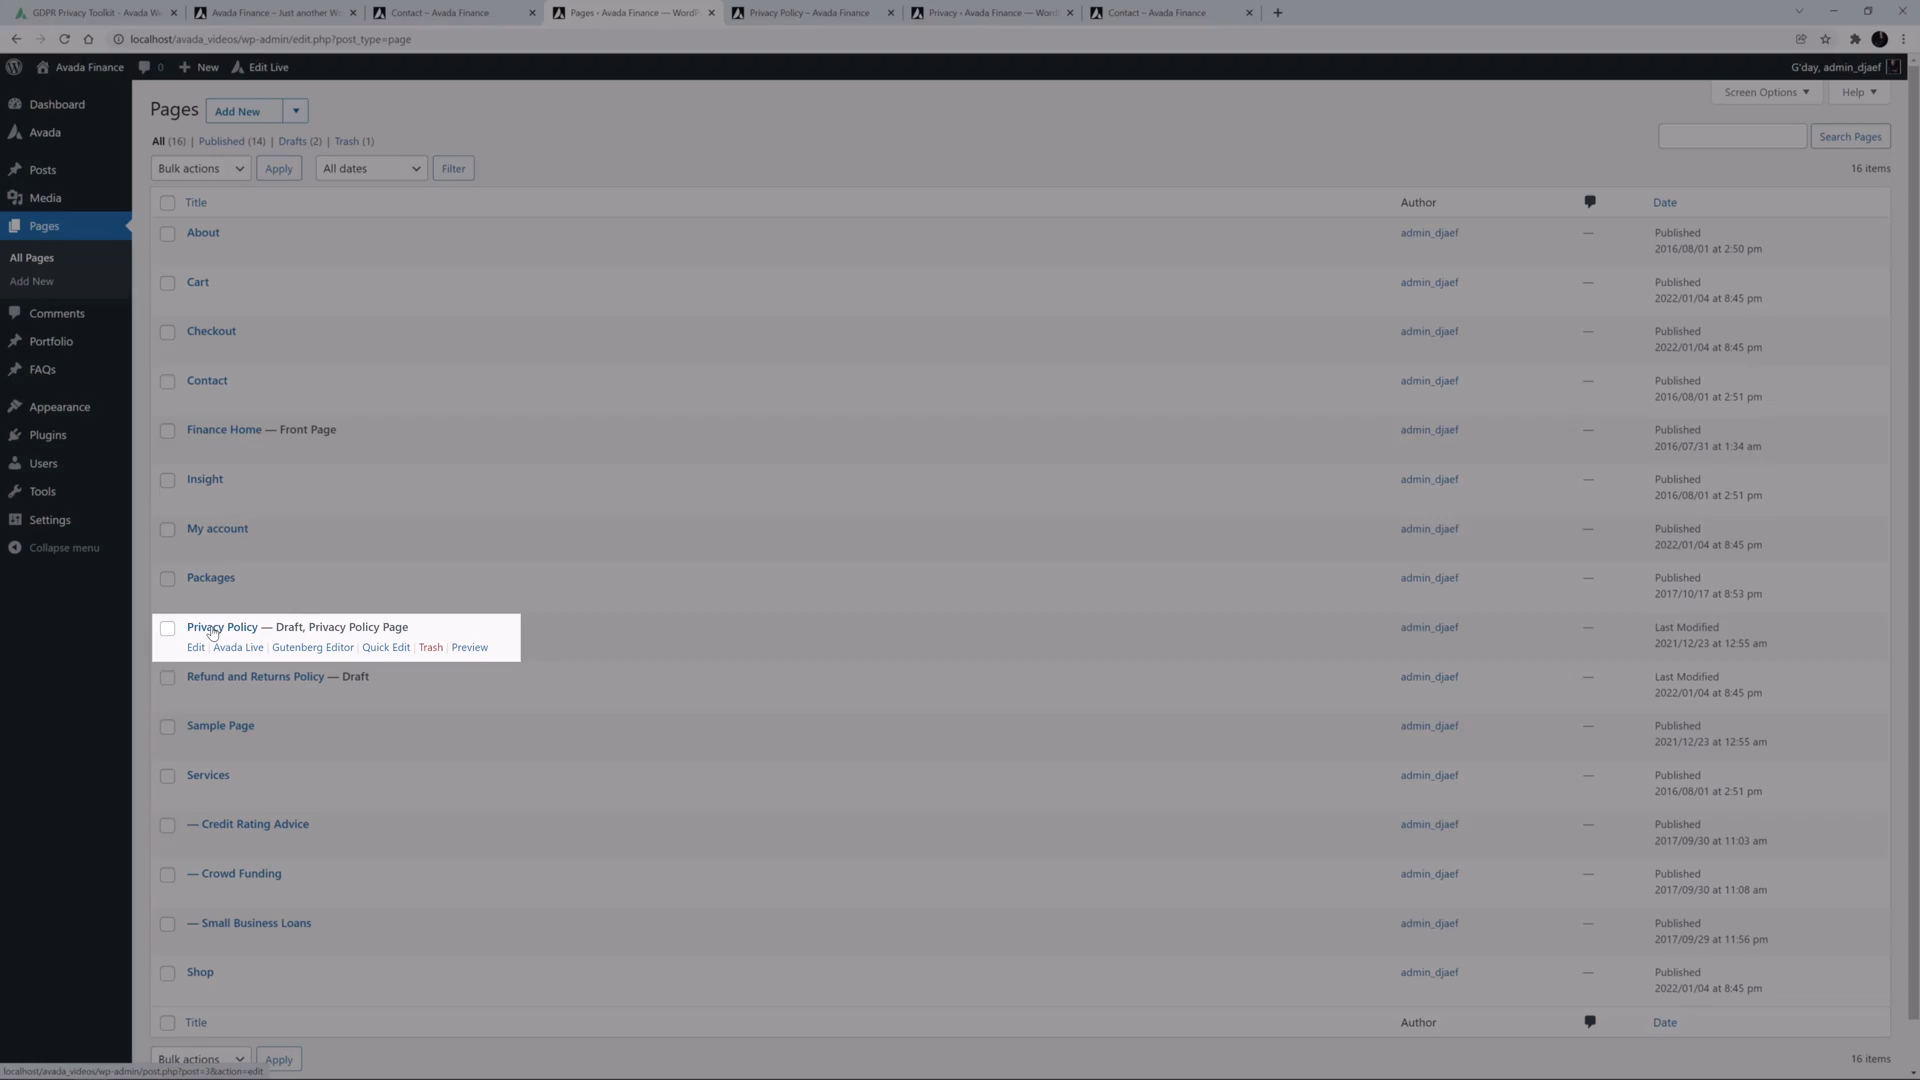 GDPR Privacy Toolkit - Avada W
Avada Finance – Just another W
Contact – Avada Finance
Pages ‹ Avada Finance — WordP
Privacy Policy – Avada Finance
Privacy ‹ Avada Finance — Word
Contact – Avada Finance
localhost/avada_videos/wp-admin/edit.php?post_type=page
Avada Finance 0 New Edit Live
G'day, admin_djaef
Dashboard
Avada
Posts
Media
Pages
All Pages
Add New
Comments
Portfolio
FAQs
Appearance
Plugins
Users
Tools
Settings
Collapse menu
Screen Options Help
Pages Add New
All (16) | Published (14) | Drafts (2) | Trash (1)
Search Pages
Bulk actions Apply All dates Filter
16 items
Title Author Date
About admin_djaef — Published
2016/08/01 at 2:50 pm
Cart admin_djaef — Published
2022/01/04 at 8:45 pm
Checkout admin_djaef — Published
2022/01/04 at 8:45 pm
Contact admin_djaef — Published
2016/08/01 at 2:51 pm
Finance Home — Front Page admin_djaef — Published
2016/07/31 at 1:34 am
Insight admin_djaef — Published
2016/08/01 at 2:51 pm
My account admin_djaef — Published
2022/01/04 at 8:45 pm
Packages admin_djaef — Published
2017/10/17 at 8:53 pm
Privacy Policy — Draft, Privacy Policy Page admin_djaef — Last Modified
Edit | Avada Live | Gutenberg Editor | Quick Edit | Trash | Preview 2021/12/23 at 12:55 am
Refund and Returns Policy — Draft admin_djaef — Last Modified
2022/01/04 at 8:45 pm
Sample Page admin_djaef — Published
2021/12/23 at 12:55 am
Services admin_djaef — Published
2016/08/01 at 2:51 pm
— Credit Rating Advice admin_djaef — Published
2017/09/30 at 11:03 am
— Crowd Funding admin_djaef — Published
2017/09/30 at 11:08 am
— Small Business Loans admin_djaef — Published
2017/09/29 at 11:56 pm
Shop admin_djaef — Published
2022/01/04 at 8:45 pm
Title Author Date
Bulk actions Apply
16 items
localhost/avada_videos/wp-admin/post.php?post=3&action=edit